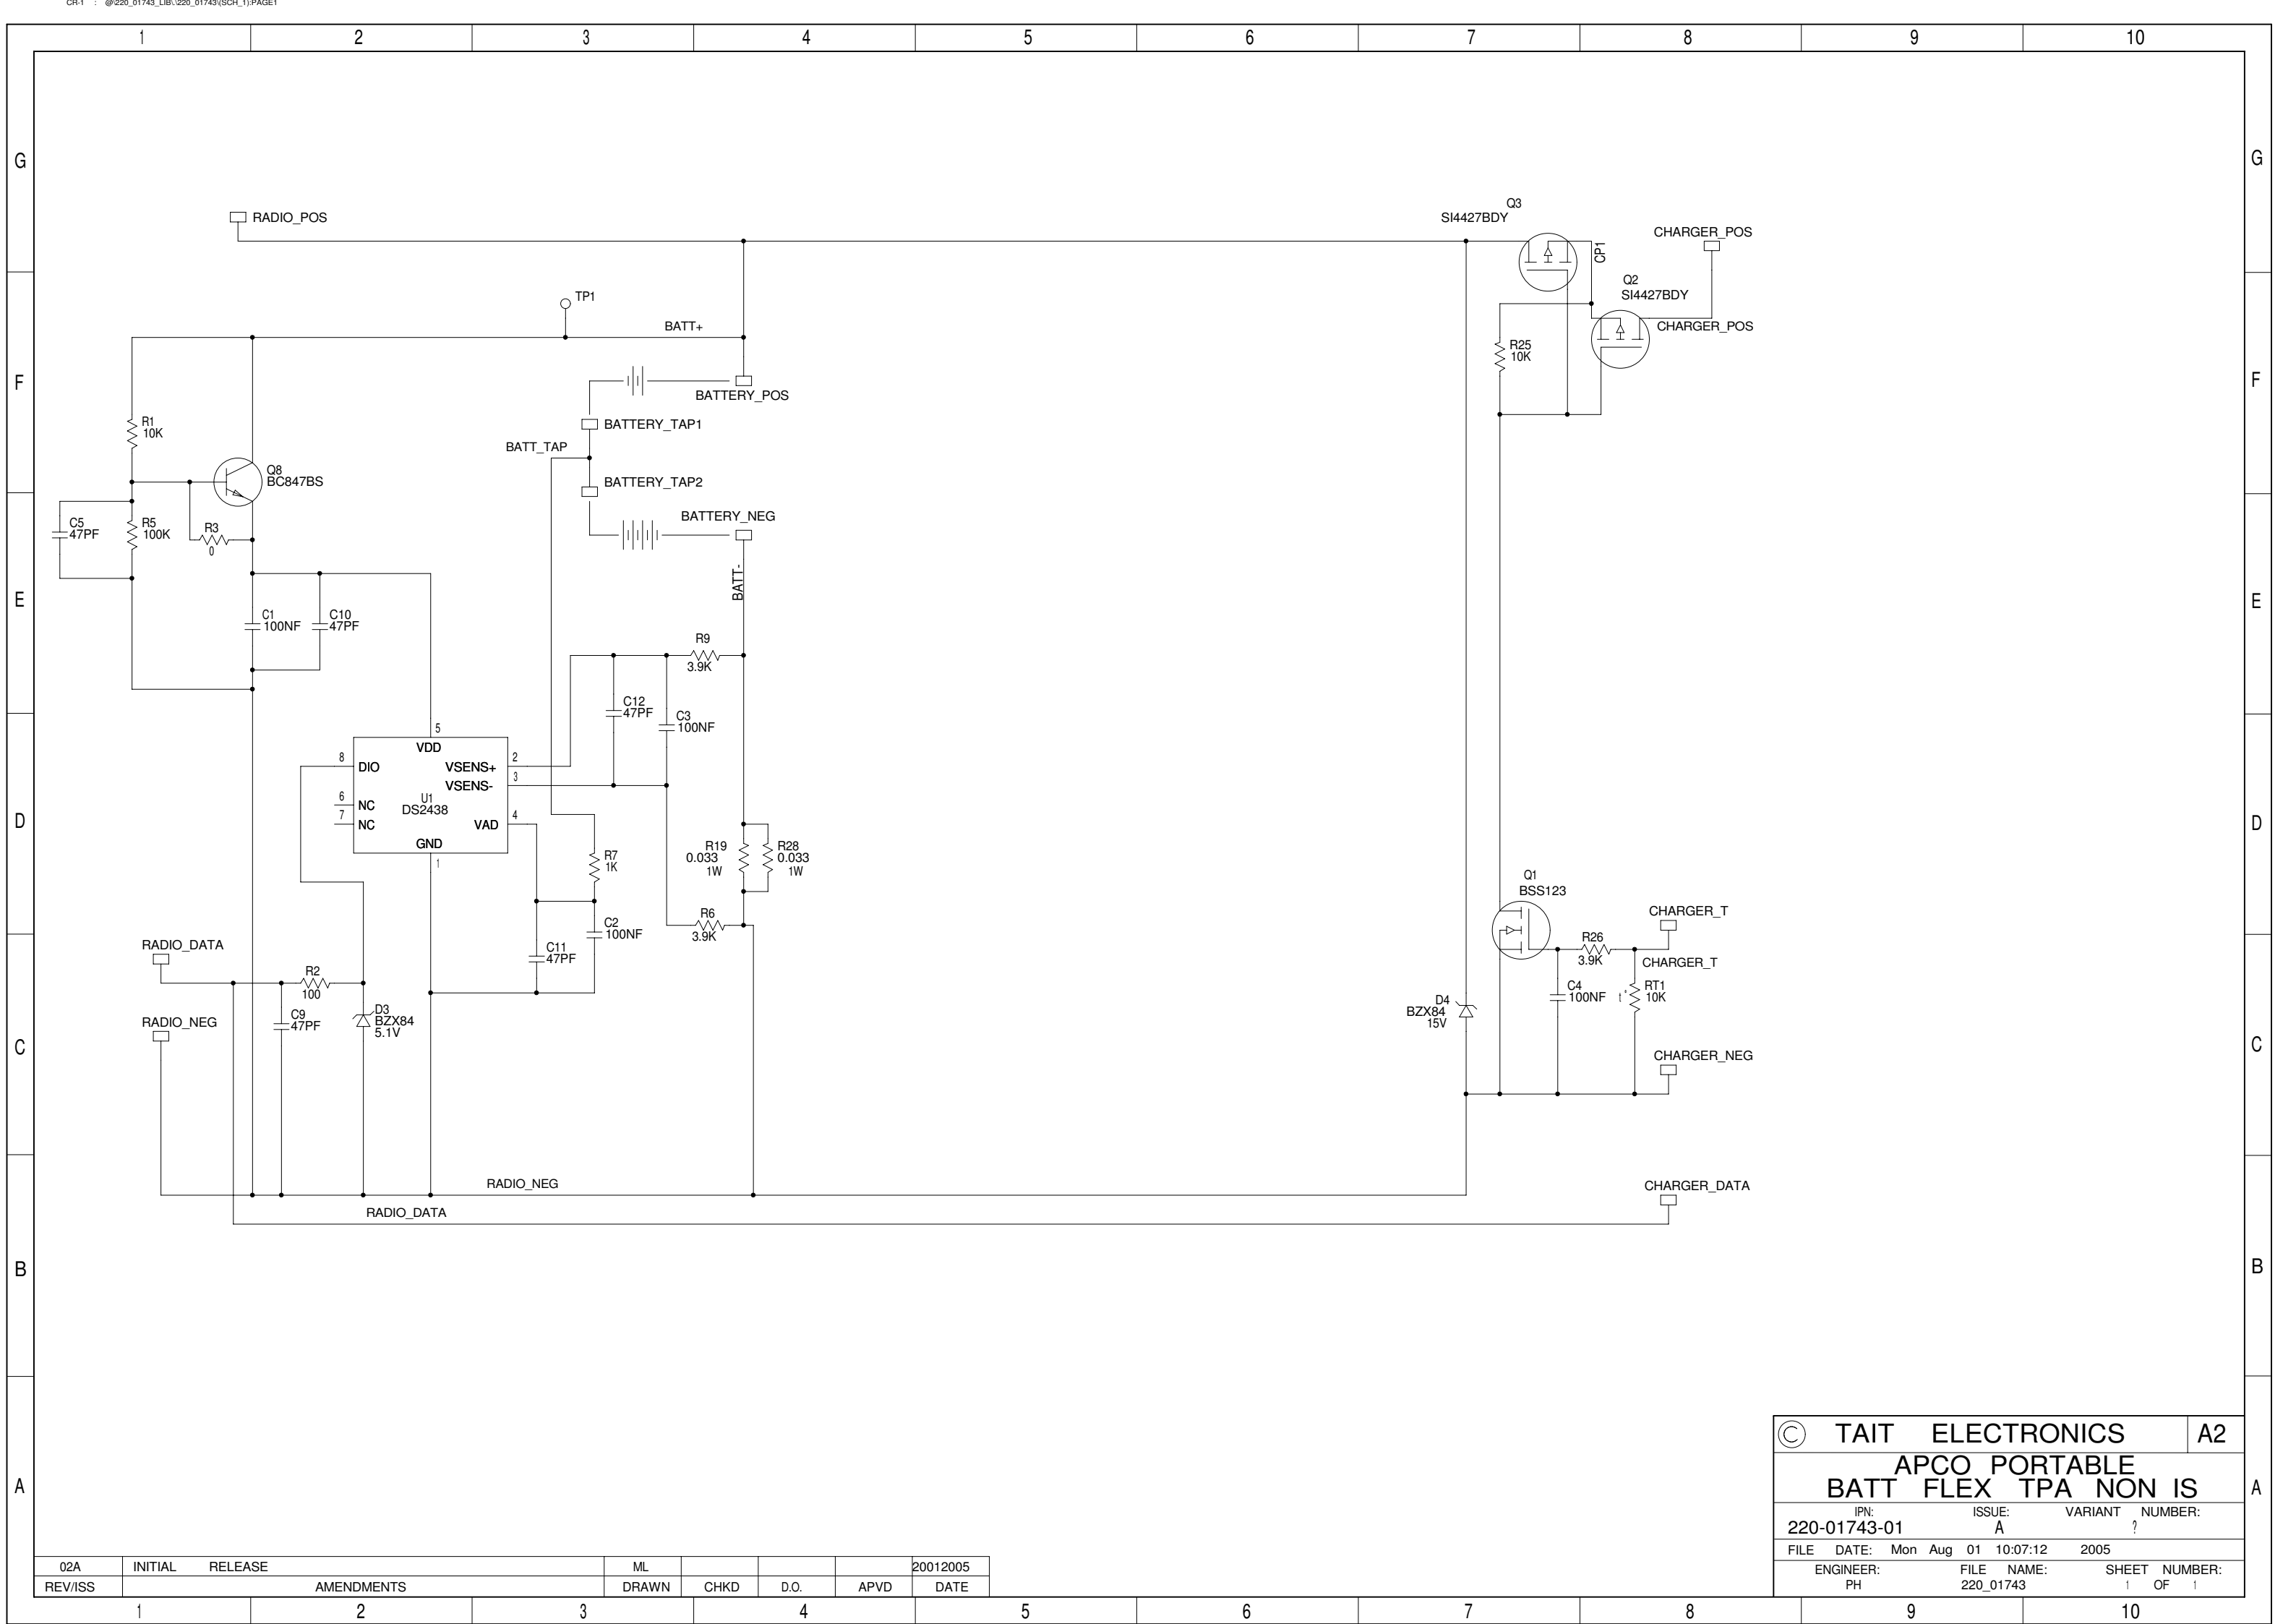 CR-1 : @\220_01743_LIB\.\220_01743\(SCH_1):PAGE1
1 2 3 4 5 6 7 8 9 10
G G
RADIO_POS
Q3
SI4427BDY
CP1
CHARGER_POS
Q2
SI4427BDY
CHARGER_POS
TP1
BATT+
R25
10K
F F
BATTERY_POS
R1
10K
BATTERY_TAP1
BATT_TAP
Q8
BC847BS
BATTERY_TAP2
BATTERY_NEG
C5
47PF
R5
100K
R3
0
BATT-
E E
C1
100NF
C10
47PF
R9
3.9K
C12
47PF
C3
100NF
5
VDD
8
DIO
VSENS+
2
VSENS-
3
6
NC
U1
DS2438
7
NC
VAD
4
GND
1
D D
R7
1K
R19
0.033
1W
R28
0.033
1W
Q1
BSS123
R6
3.9K
C2
100NF
C11
47PF
CHARGER_T
R26
3.9K
CHARGER_T
RADIO_DATA
R2
100
C4
100NF
t°
RT1
10K
D4
BZX84
15V
D3
BZX84
5.1V
C9
47PF
RADIO_NEG
C C
CHARGER_NEG
RADIO_NEG
CHARGER_DATA
RADIO_DATA
B B
A A
© TAIT ELECTRONICS A2
APCO PORTABLE
BATT FLEX TPA NON IS
IPN: ISSUE: VARIANT NUMBER:
220-01743-01 A ?
FILE DATE: Mon Aug 01 10:07:12 2005
ENGINEER: FILE NAME: SHEET NUMBER:
PH 220_01743 1 OF 1
02A INITIAL RELEASE ML 20012005
REV/ISS AMENDMENTS DRAWN CHKD D.O. APVD DATE
1 2 3 4 5 6 7 8 9 10